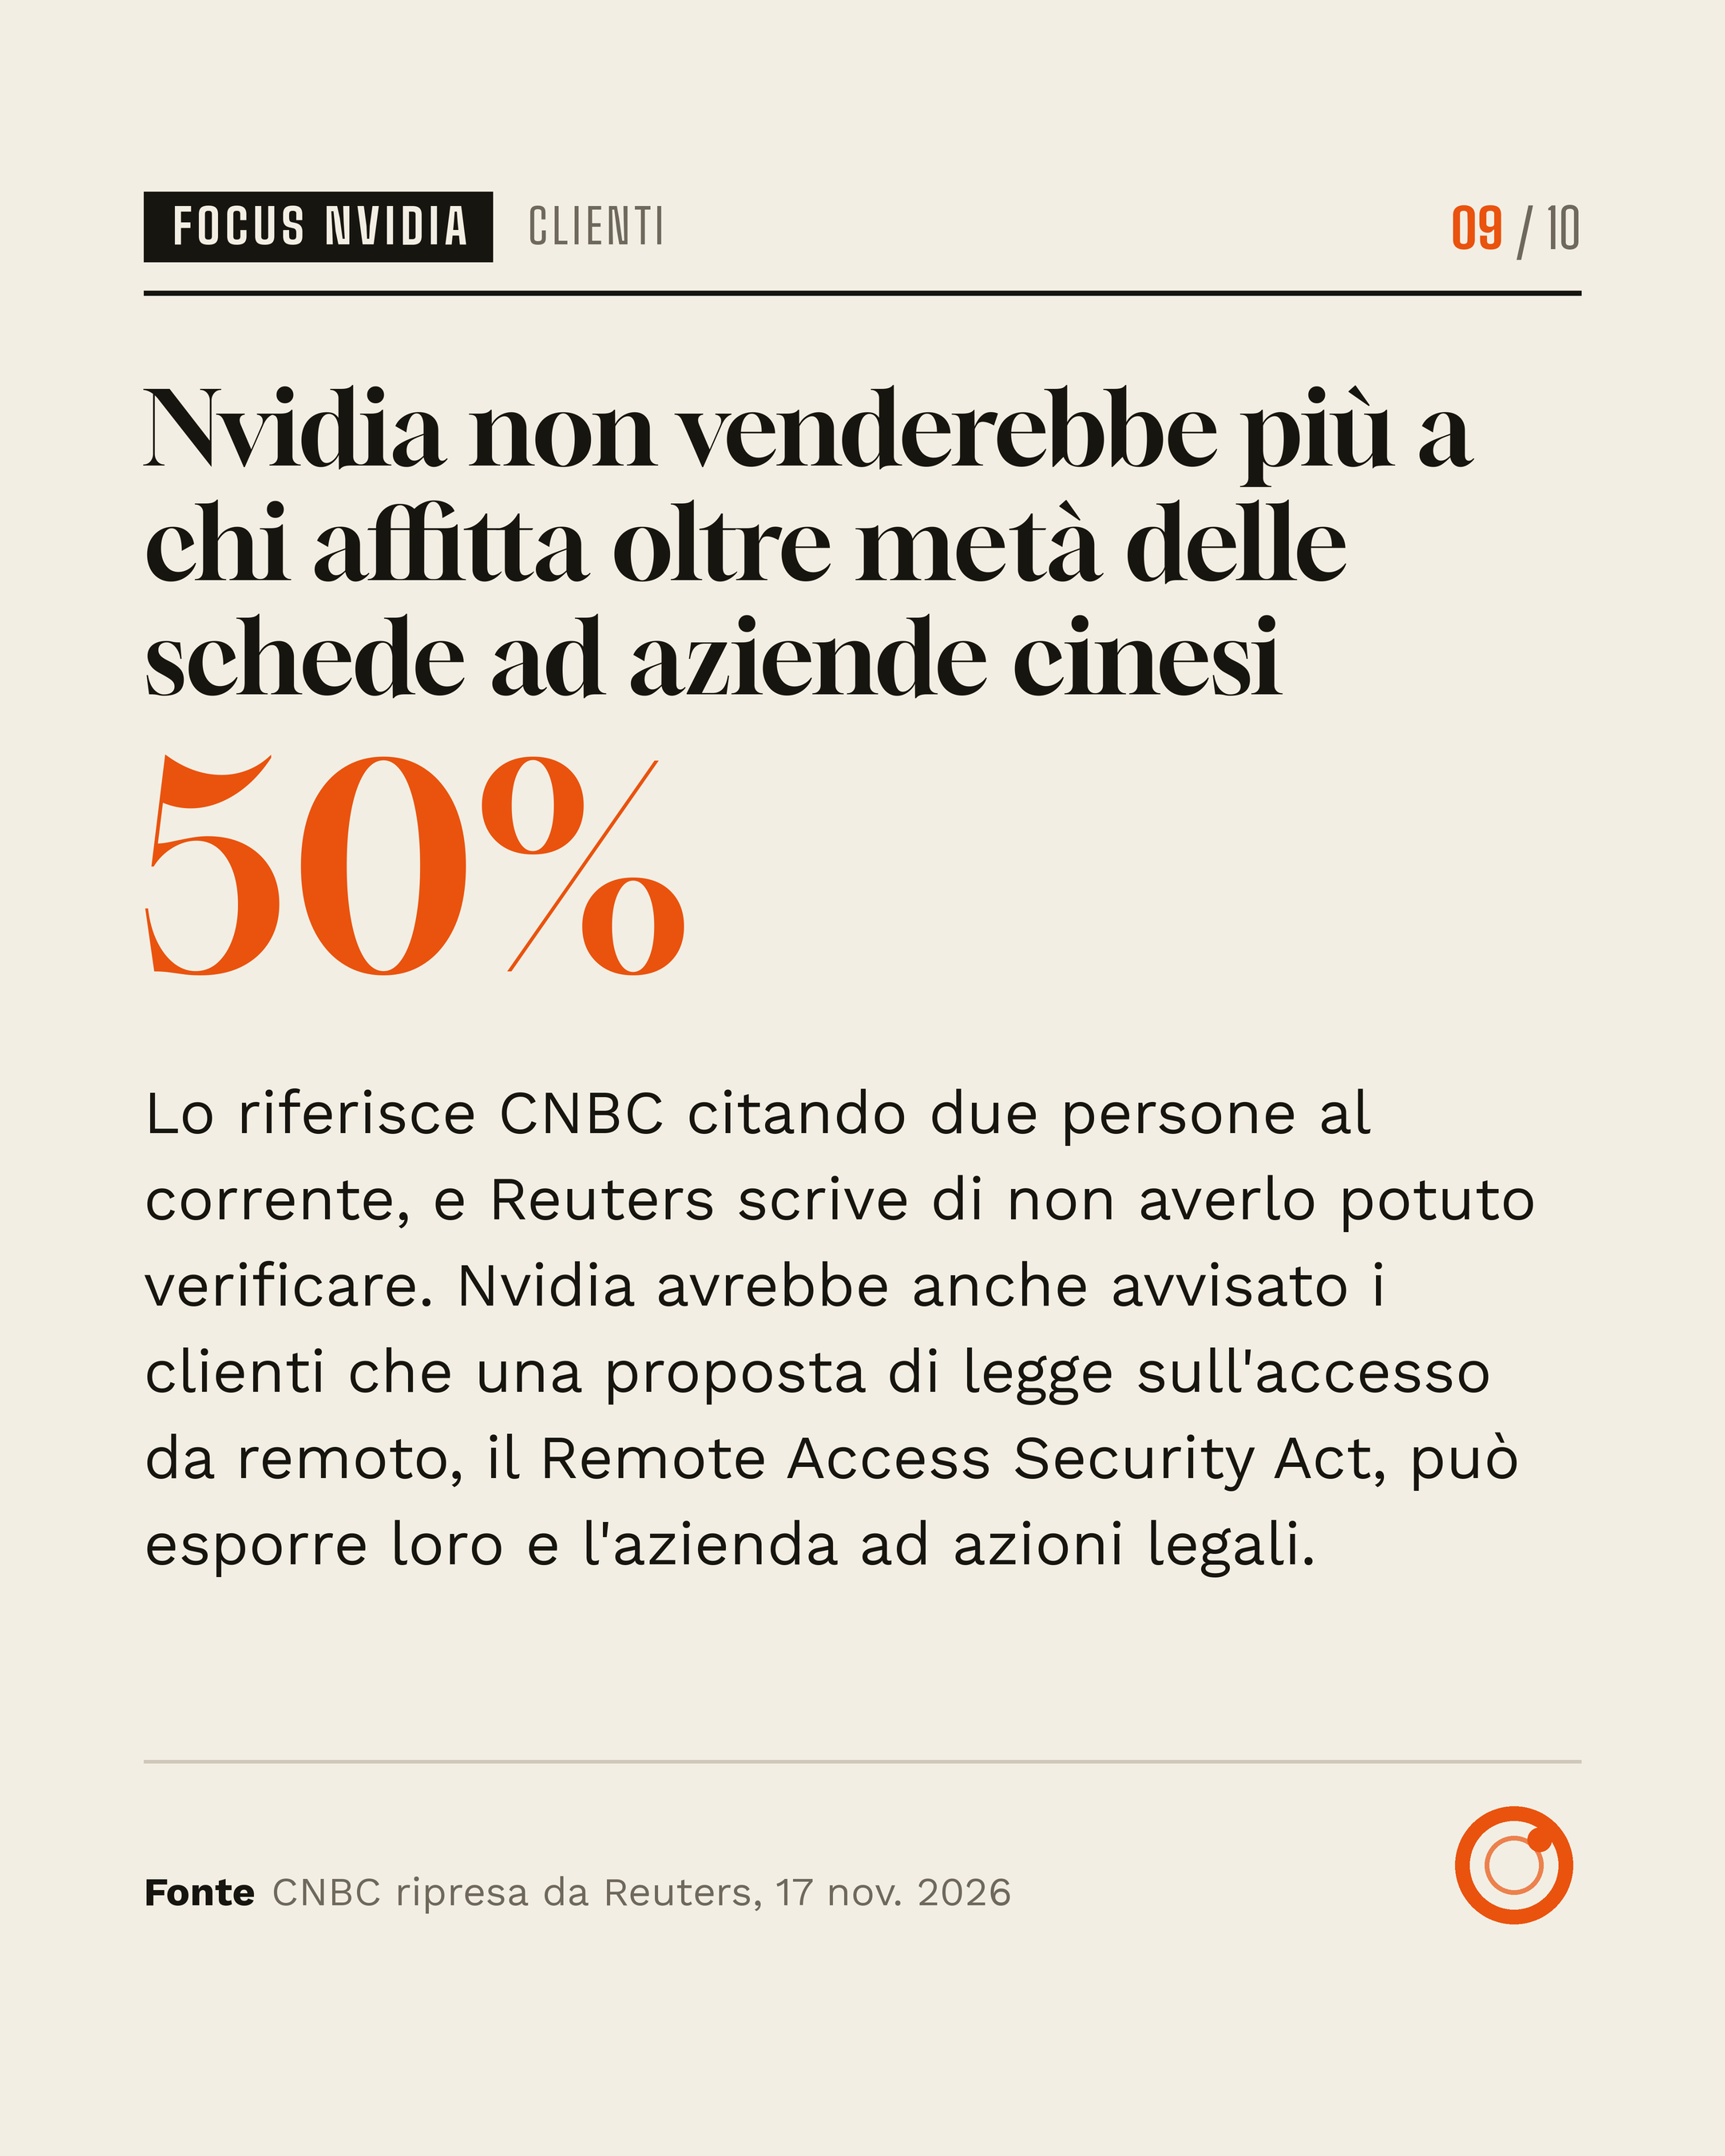 FOCUS NVIDIA CLIENTI 09 / 10
Nvidia non venderebbe più a
chi affitta oltre metà delle
schede ad aziende cinesi
50%
Lo riferisce CNBC citando due persone al
corrente, e Reuters scrive di non averlo potuto
verificare. Nvidia avrebbe anche avvisato i
clienti che una proposta di legge sull'accesso
da remoto, il Remote Access Security Act, può
esporre loro e l'azienda ad azioni legali.
Fonte CNBC ripresa da Reuters, 17 nov. 2026